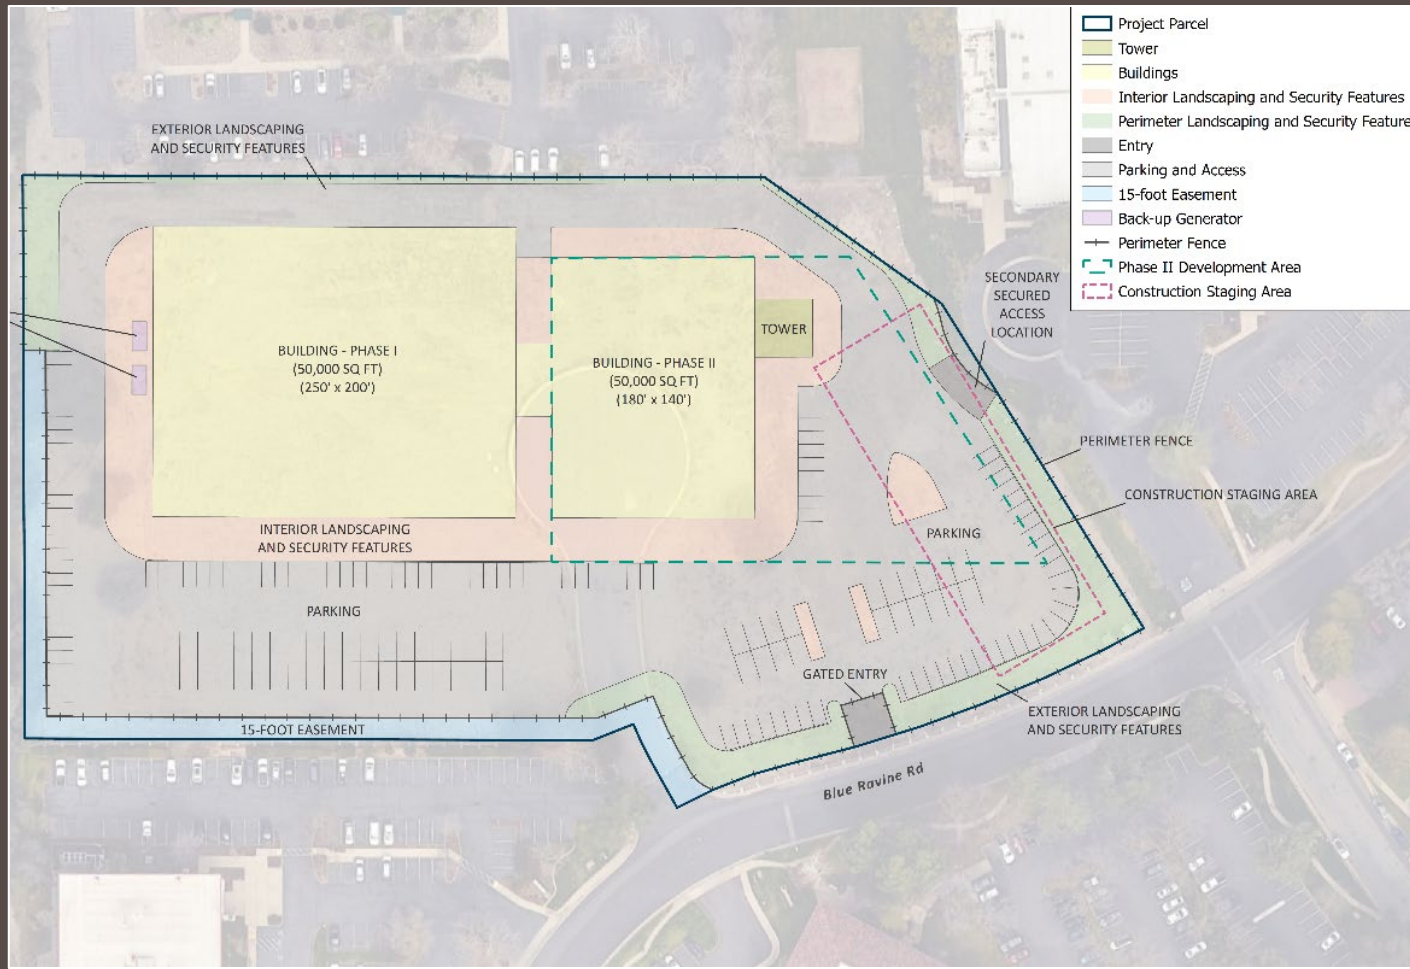 Project Parcel
Tower
Buildings
Interior Landscaping and Security Features
Perimeter Landscaping and Security Feature
Entry
Parking and Access
15-foot Easement
Back-up Generator
Perimeter Fence
Phase II Development Area
Construction Staging Area
EXTERIOR LANDSCAPING
AND SECURITY FEATURES
SECONDARY
SECURED
ACCESS
LOCATION
TOWER
BUILDING - PHASE I
(50,000 SQ FT)
(250' x 200')
BUILDING - PHASE II
(50,000 SQ FT)
(180' x 140')
PERIMETER FENCE
CONSTRUCTION STAGING AREA
INTERIOR LANDSCAPING
AND SECURITY FEATURES
PARKING
PARKING
GATED ENTRY
EXTERIOR LANDSCAPING
AND SECURITY FEATURES
15-FOOT EASEMENT
Blue Ravine Rd